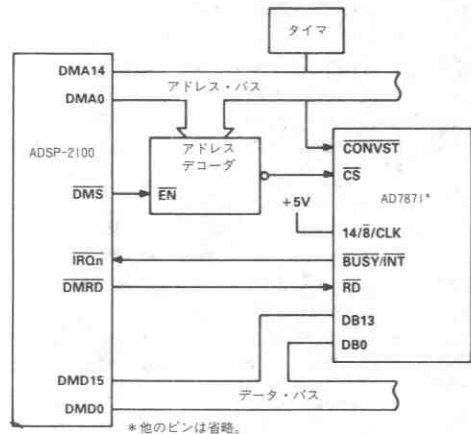 タイマ
DMA14
DMA0
アドレス・バス
ADSP-2100
アドレス
デコーダ
CONVST
CS
DMS
EN
AD7871*
+5V
14/8/CLK
IRQn
BUSY/INT
DMRD
RD
DB13
DB0
DMD15
データ・バス
DMD0
*他のピンは省略。